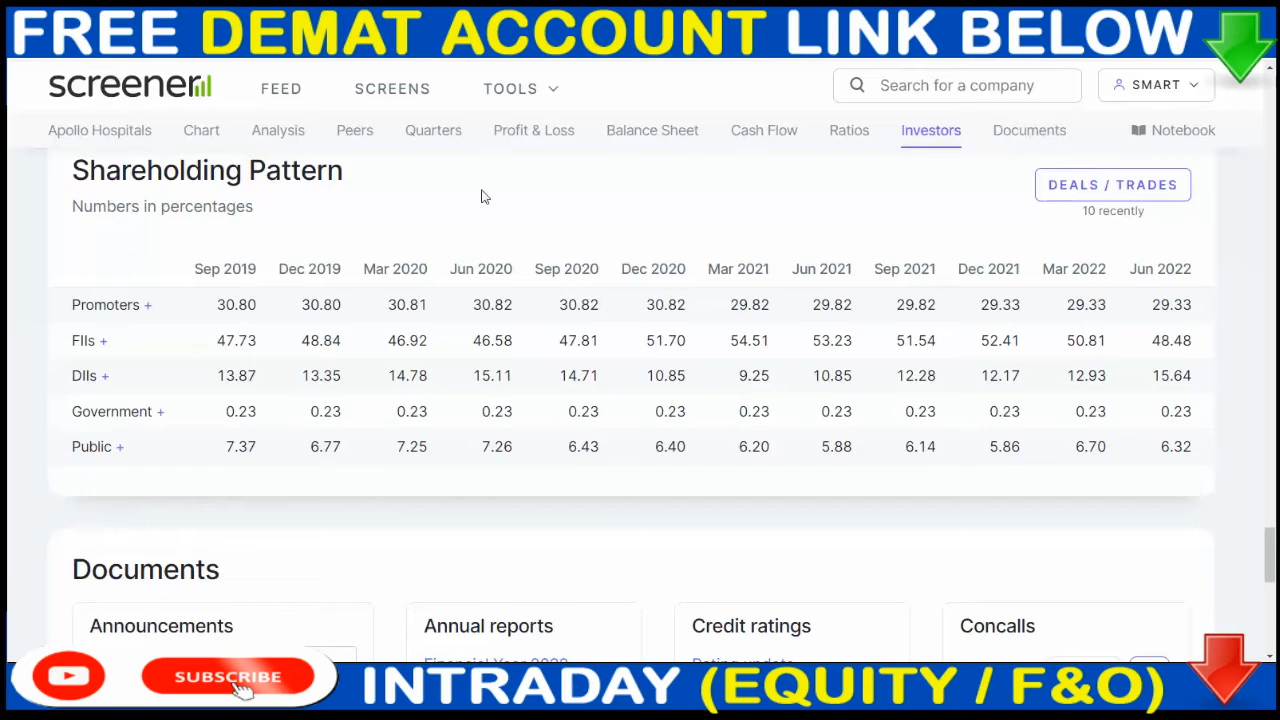 FREE DEMAT ACCOUNT LINK BELOW
screener FEED SCREENS TOOLS Search for a company SMART
Apollo Hospitals Chart Analysis Peers Quarters Profit & Loss Balance Sheet Cash Flow Ratios Investors Documents Notebook
Shareholding Pattern
DEALS / TRADES
Numbers in percentages
10 recently
Sep 2019 Dec 2019 Mar 2020 Jun 2020 Sep 2020 Dec 2020 Mar 2021 Jun 2021 Sep 2021 Dec 2021 Mar 2022 Jun 2022
Promoters + 30.80 30.80 30.81 30.82 30.82 30.82 29.82 29.82 29.82 29.33 29.33 29.33
FIIs + 47.73 48.84 46.92 46.58 47.81 51.70 54.51 53.23 51.54 52.41 50.81 48.48
DIIs + 13.87 13.35 14.78 15.11 14.71 10.85 9.25 10.85 12.28 12.17 12.93 15.64
Government + 0.23 0.23 0.23 0.23 0.23 0.23 0.23 0.23 0.23 0.23 0.23 0.23
Public + 7.37 6.77 7.25 7.26 6.43 6.40 6.20 5.88 6.14 5.86 6.70 6.32
Documents
Announcements Annual reports Credit ratings Concalls
SUBSCRIBE
INTRADAY (EQUITY / F&O)